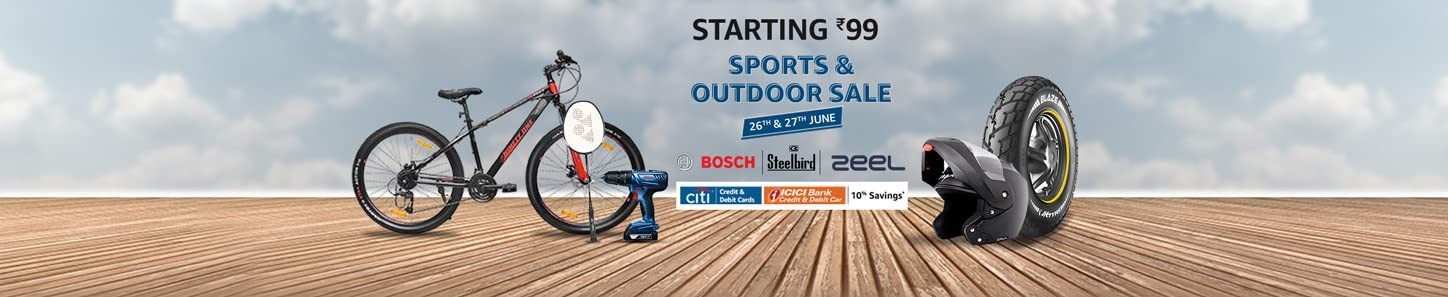 STARTING ₹99
SPORTS &
OUTDOOR SALE
26TH & 27TH JUNE
BOSCH
Steelbird
ZEEL
citi
Credit &
Debit Cards
ICICI Bank
Credit & Debit Car
10% Savings*
BLAZE